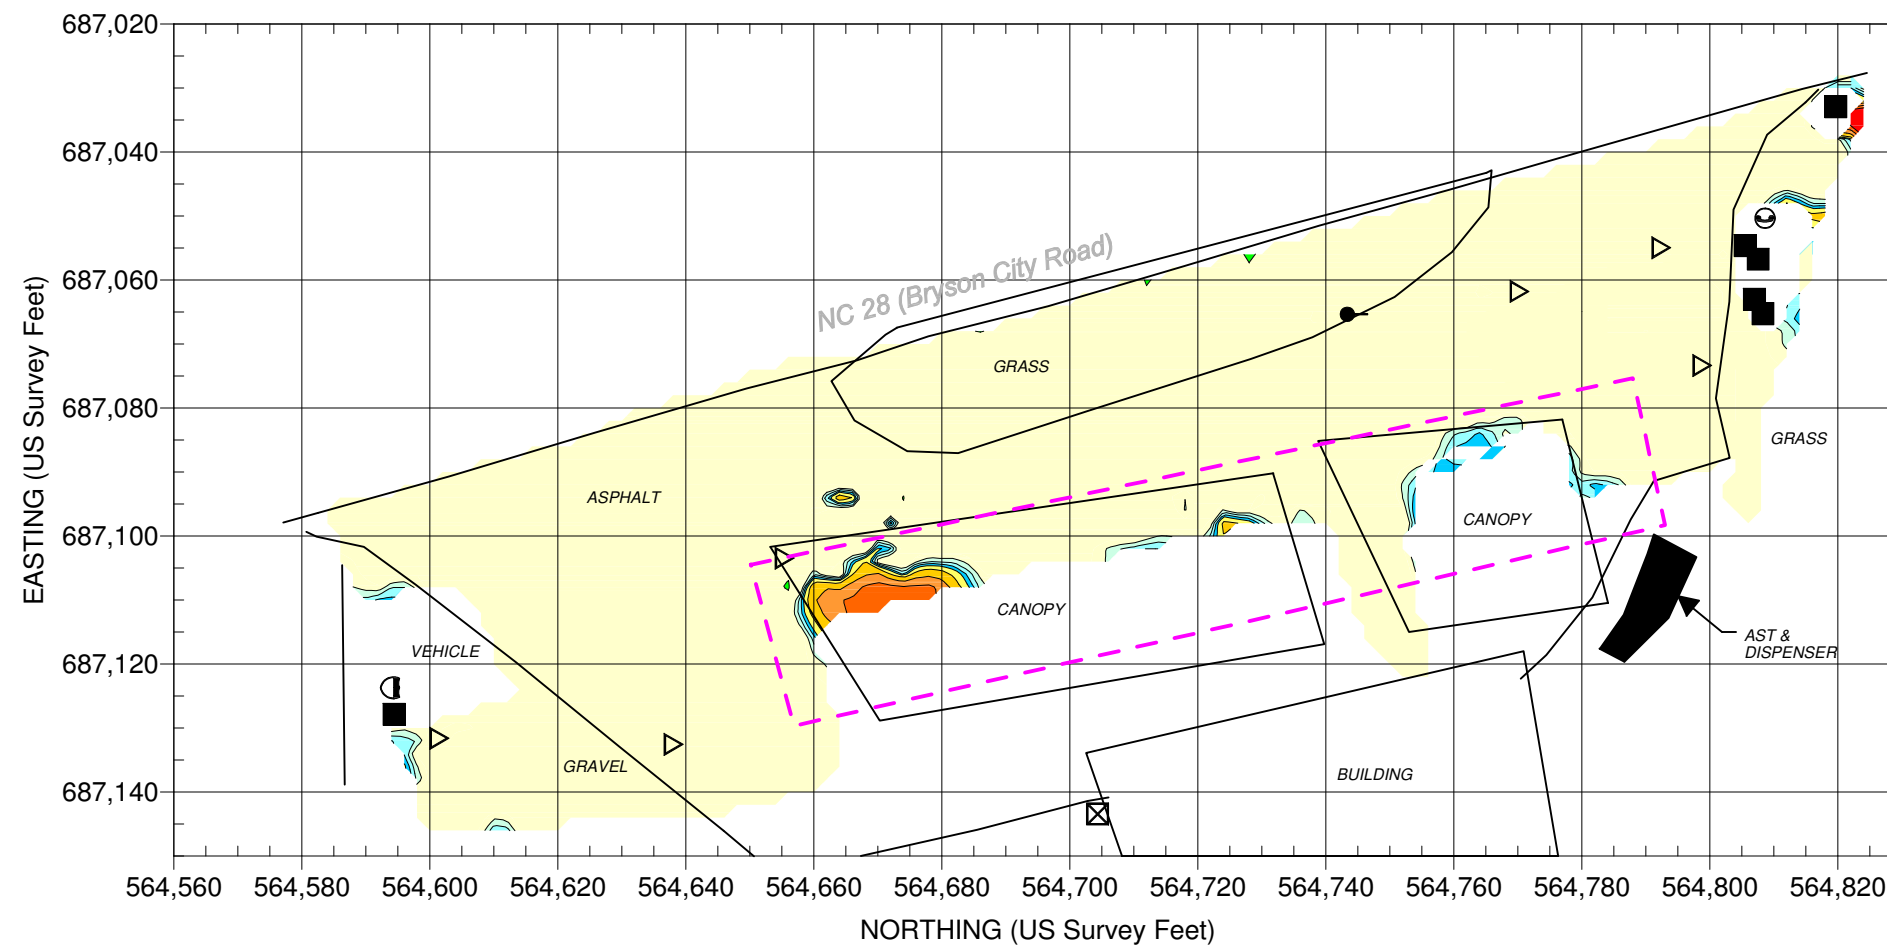 687,020
687,040
687,060
687,080
687,100
687,120
687,140
EASTING (US Survey Feet)
NC 28 (Bryson City Road)
GRASS
GRASS
ASPHALT
CANOPY
CANOPY
VEHICLE
AST &
DISPENSER
GRAVEL
BUILDING
564,560 564,580 564,600 564,620 564,640 564,660 564,680 564,700 564,720 564,740 564,760 564,780 564,800 564,820
NORTHING (US Survey Feet)